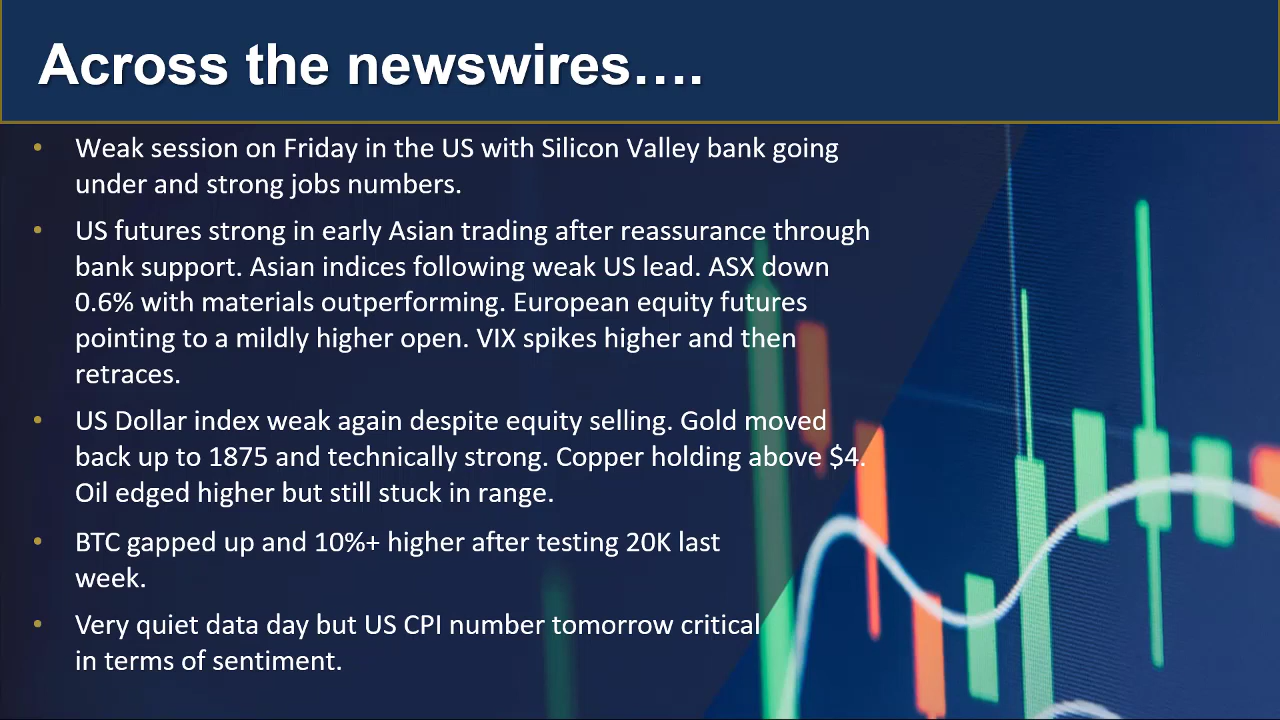 Across the newswires….
• Weak session on Friday in the US with Silicon Valley bank going
under and strong jobs numbers.
• US futures strong in early Asian trading after reassurance through
bank support. Asian indices following weak US lead. ASX down
0.6% with materials outperforming. European equity futures
pointing to a mildly higher open. VIX spikes higher and then
retraces.
• US Dollar index weak again despite equity selling. Gold moved
back up to 1875 and technically strong. Copper holding above $4.
Oil edged higher but still stuck in range.
• BTC gapped up and 10%+ higher after testing 20K last
week.
• Very quiet data day but US CPI number tomorrow critical
in terms of sentiment.